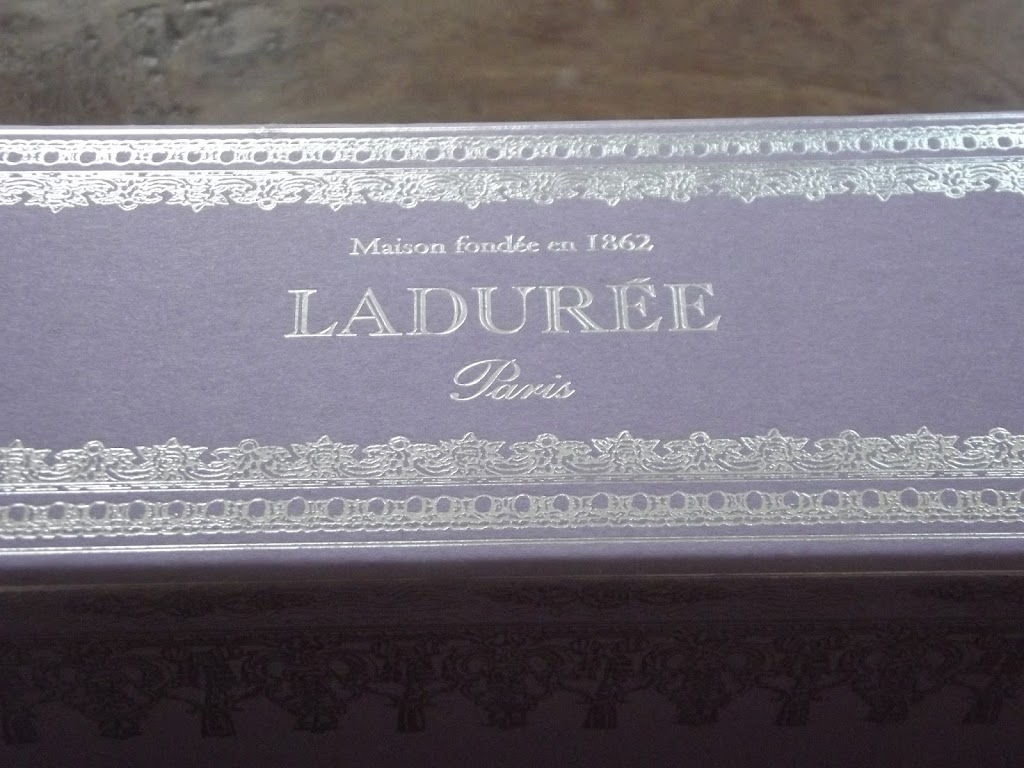 Maison fondée en 1862
LADURÉE
Paris